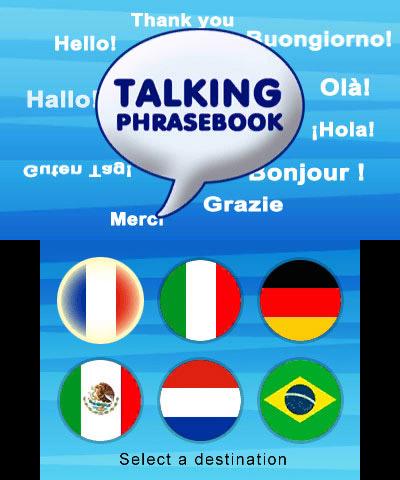 Thank you
Hello!
Buongiorno!
Hallo!
TALKING
PHRASEBOOK
Olà!
¡Hola!
Guten Tag!
Bonjour !
Grazie
Merci
Select a destination